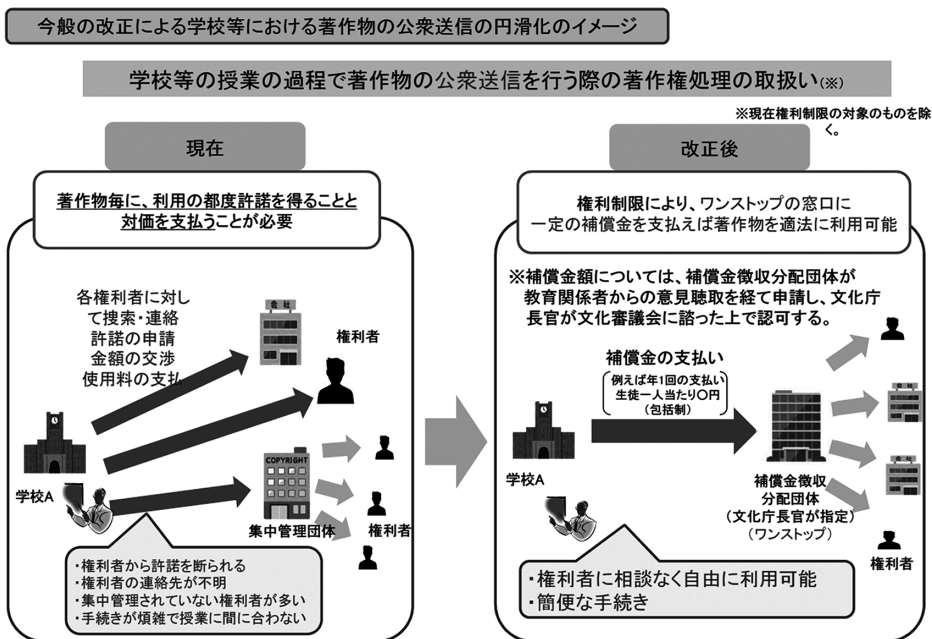 今般の改正による学校等における著作物の公衆送信の円滑化のイメージ
学校等の授業の過程で著作物の公衆送信を行う際の著作権処理の取扱い(※)
※現在権利制限の対象のものを除
く。
現在
著作物毎に、利用の都度許諾を得ることと
対価を支払うことが必要
各権利者に対し
て捜索・連絡
許諾の申請
金額の交渉
使用料の支払
会社
権利者
学校A
COPYRIGHT
集中管理団体
権利者
・権利者から許諾を断られる
・権利者の連絡先が不明
・集中管理されていない権利者が多い
・手続きが煩雑で授業に間に合わない
改正後
権利制限により、ワンストップの窓口に
一定の補償金を支払えば著作物を適法に利用可能
※補償金額については、補償金徴収分配団体が
教育関係者からの意見聴取を経て申請し、文化庁
長官が文化審議会に諮った上で認可する。
補償金の支払い
例えば年1回の支払い
生徒一人当たり〇円
(包括制)
学校A
補償金徴収
分配団体
(文化庁長官が指定)
(ワンストップ)
会社
会社
権利者
・権利者に相談なく自由に利用可能
・簡便な手続き